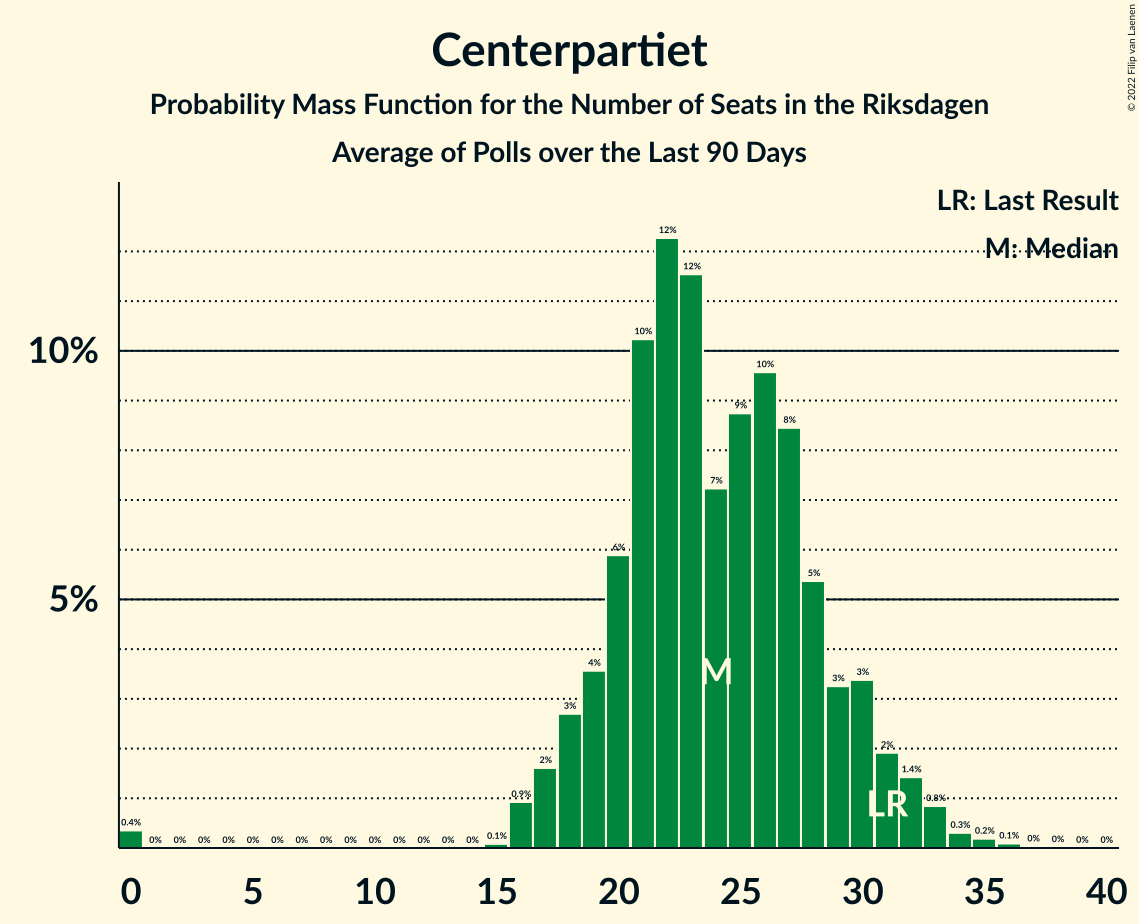 Centerpartiet
Probability Mass Function for the Number of Seats in the Riksdagen
Average of Polls over the Last 90 Days
© 2022 Filip van Laenen
LR: Last Result
M: Median
10%
5%
0.4% 0% 0% 0% 0% 0% 0% 0% 0% 0% 0% 0% 0% 0% 0% 0.1% 0.9% 2% 3% 4% 6% 10% 12% 12% 7% 9% 10% 8% 5% 3% 3% 2% 1.4% 0.8% 0.3% 0.2% 0.1% 0% 0% 0% 0%
M
LR
0 5 10 15 20 25 30 35 40